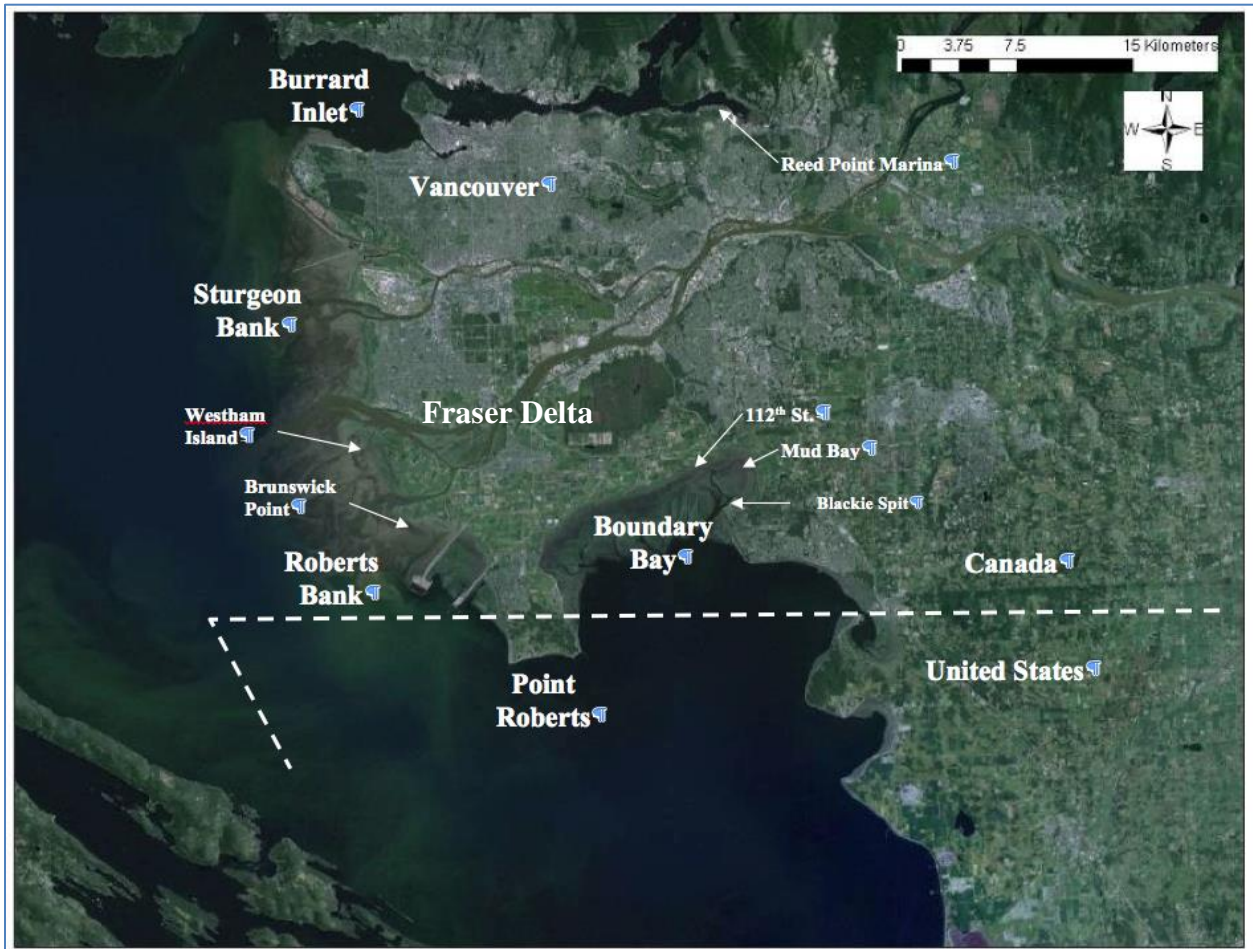 0 3.75 7.5 15 Kilometers
Burrard
Inlet¶
N
W E
S
Reed Point Marina¶
Vancouver¶
Sturgeon
Bank¶
Westham
Island¶
Fraser Delta
112th St.¶
Mud Bay¶
Brunswick
Point¶
Blackie Spit¶
Boundary
Bay¶
Roberts
Bank¶
Canada¶
United States¶
Point
Roberts¶